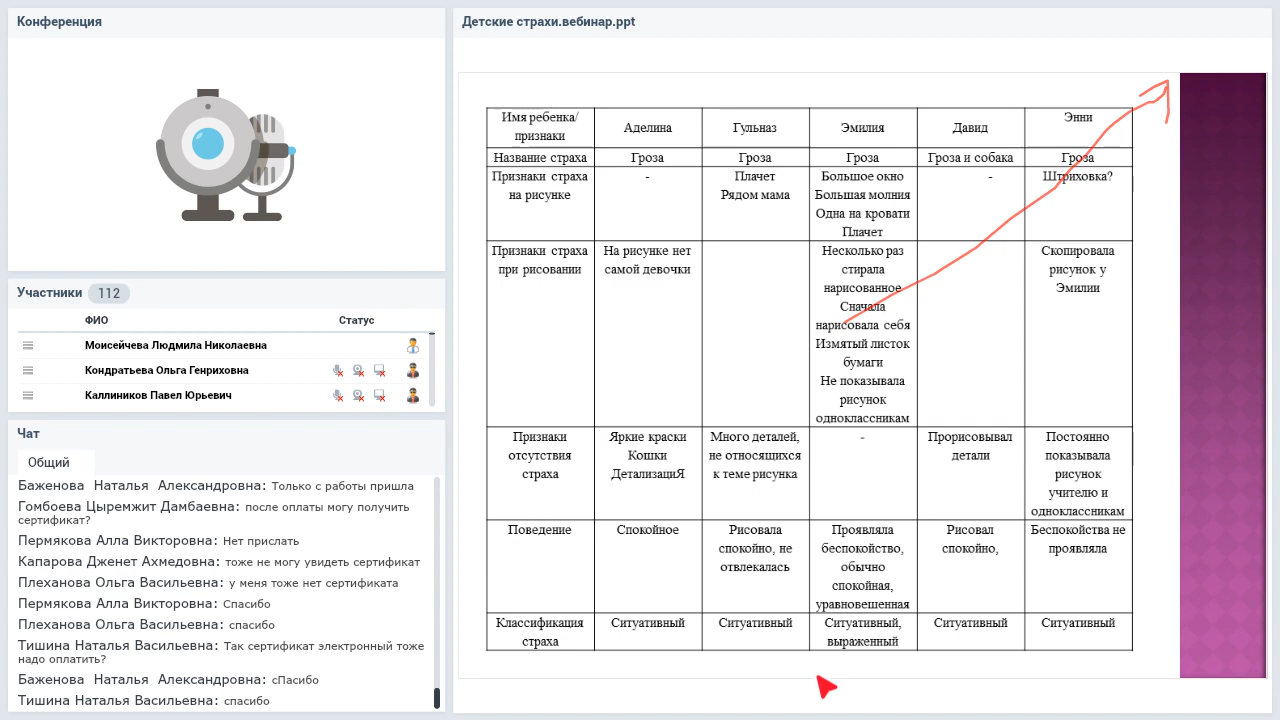 Конференция
Участники 112
ФИО Статус
Моисейчева Людмила Николаевна
Кондратьева Ольга Генриховна
Каллиников Павел Юрьевич
Чат
Общий
Баженова Наталья Александровна: Только с работы пришла
Гомбоева Цыремжит Дамбаевна: после оплаты могу получить
сертификат?
Пермякова Алла Викторовна: Нет прислать
Капарова Дженет Ахмедовна: тоже не могу увидеть сертификат
Плеханова Ольга Васильевна: у меня тоже нет сертификата
Пермякова Алла Викторовна: Спасибо
Плеханова Ольга Васильевна: спасибо
Тишина Наталья Васильевна: Так сертификат электронный тоже
надо оплатить?
Баженова Наталья Александровна: сПасибо
Тишина Наталья Васильевна: спасибо
Детские страхи.вебинар.ppt
Имя ребенка/
признаки
Аделина
Гульназ
Эмилия
Давид
Энни
Название страха
Гроза
Гроза
Гроза
Гроза и собака
Гроза
Признаки страха
на рисунке
-
Плачет
Рядом мама
Большое окно
Большая молния
Одна на кровати
Плачет
-
Штриховка?
Признаки страха
при рисовании
На рисунке нет
самой девочки
Несколько раз
стирала
нарисованное
Сначала
нарисовала себя
Измятый листок
бумаги
Не показывала
рисунок
одноклассникам
Скопировала
рисунок у
Эмилии
Признаки
отсутствия
страха
Яркие краски
Кошки
ДетализациЯ
Много деталей,
не относящихся
к теме рисунка
-
Прорисовывал
детали
Постоянно
показывала
рисунок
учителю и
одноклассникам
Поведение
Спокойное
Рисовала
спокойно, не
отвлекалась
Проявляла
беспокойство,
обычно
спокойная,
уравновешенная
Рисовал
спокойно,
Беспокойства не
проявляла
Классификация
страха
Ситуативный
Ситуативный
Ситуативный,
выраженный
Ситуативный
Ситуативный